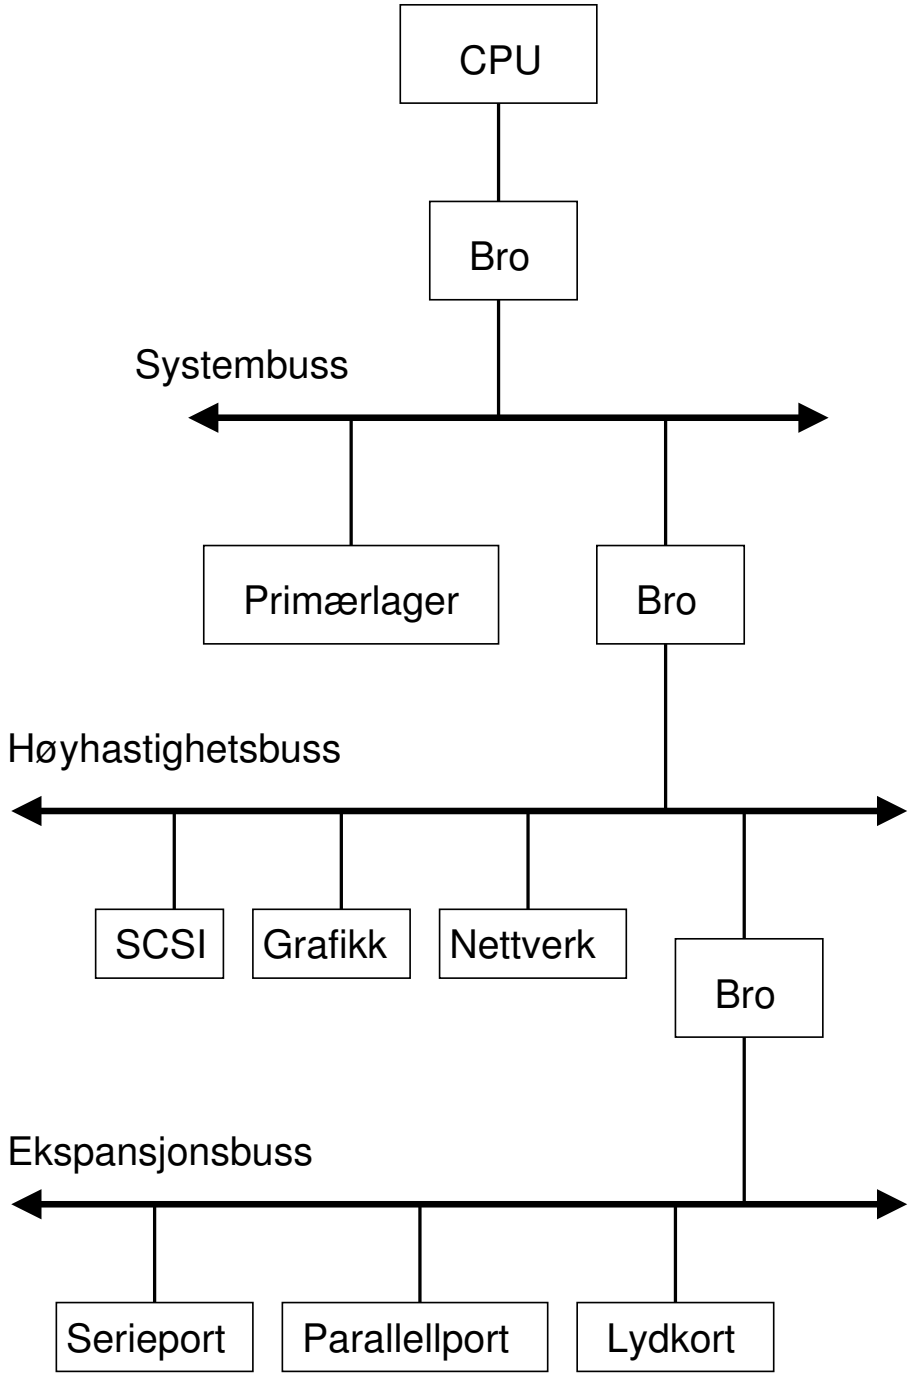 CPU
Bro
Systembuss
Primærlager
Bro
Høyhastighetsbuss
SCSI
Grafikk
Nettverk
Bro
Ekspansjonsbuss
Serieport
Parallellport
Lydkort